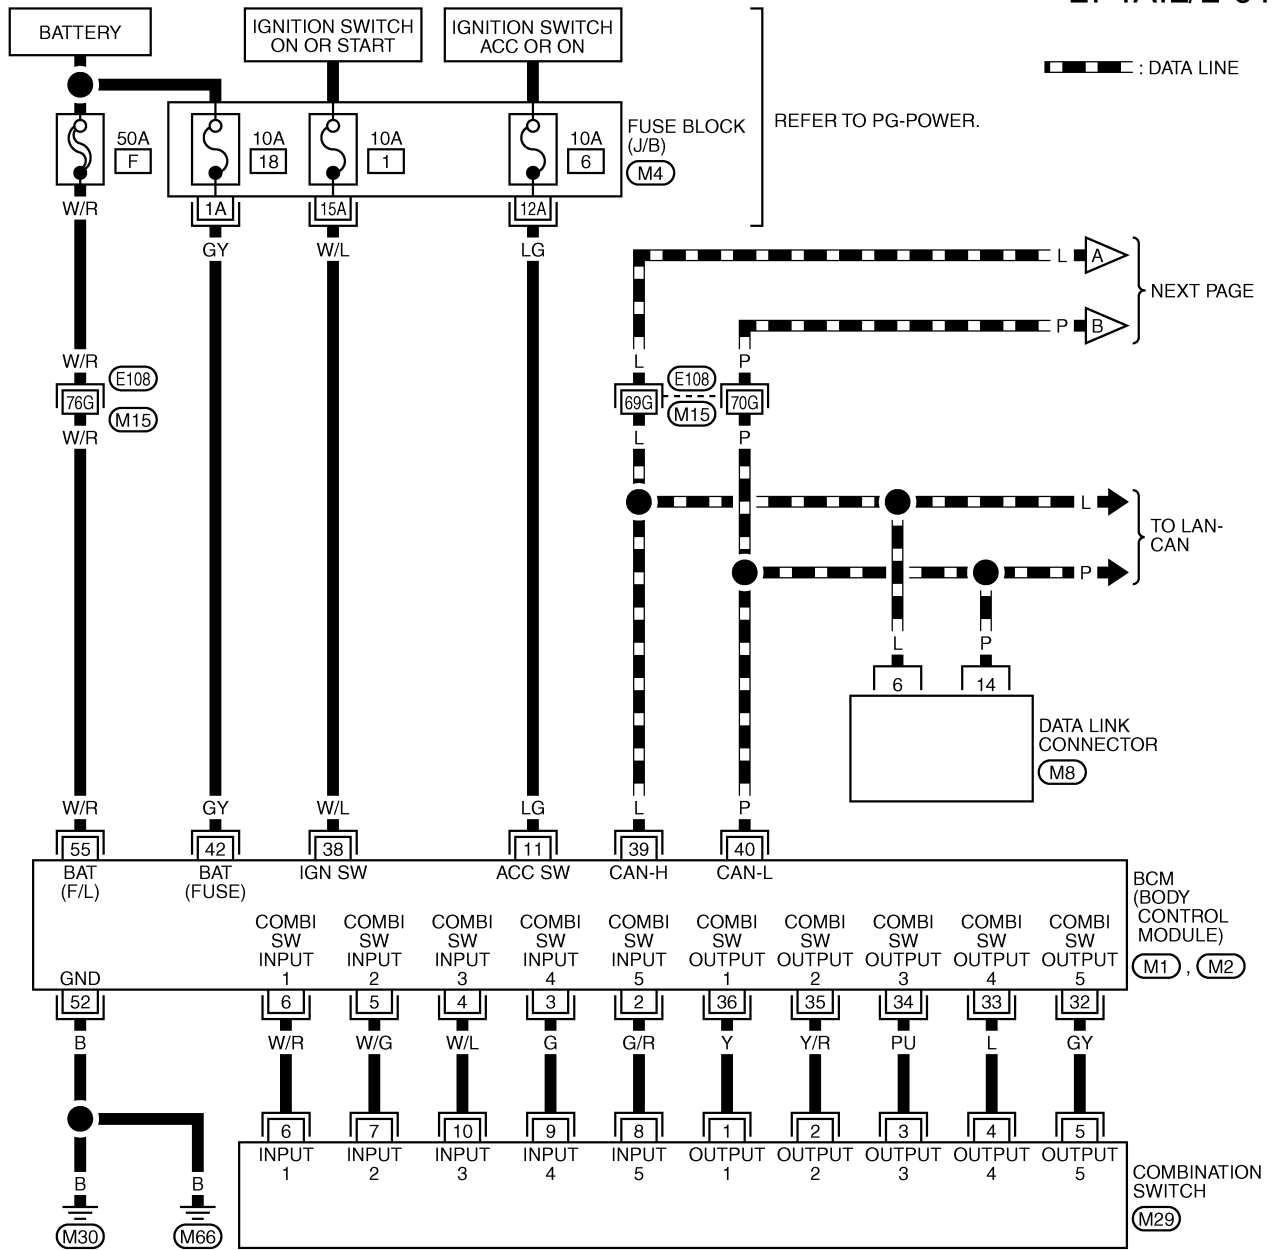 BATTERY
IGNITION SWITCH
ON OR START
IGNITION SWITCH
ACC OR ON
: DATA LINE
50A
F
10A
18
10A
1
10A
6
FUSE BLOCK
(J/B)
M4
REFER TO PG-POWER.
W/R
1A
15A
12A
GY
W/L
LG
L
A
NEXT PAGE
P
B
W/R
L
P
E108
E108
76G
69G
70G
M15
M15
W/R
L
P
L
TO LAN-
CAN
P
L
P
6
14
DATA LINK
CONNECTOR
M8
W/R
GY
W/L
LG
L
P
55
42
38
11
39
40
BAT
(F/L)
BAT
(FUSE)
IGN SW
ACC SW
CAN-H
CAN-L
BCM
(BODY
CONTROL
MODULE)
M1 , M2
COMBI
SW
INPUT
1
COMBI
SW
INPUT
2
COMBI
SW
INPUT
3
COMBI
SW
INPUT
4
COMBI
SW
INPUT
5
COMBI
SW
OUTPUT
1
COMBI
SW
OUTPUT
2
COMBI
SW
OUTPUT
3
COMBI
SW
OUTPUT
4
COMBI
SW
OUTPUT
5
GND
52
6
5
4
3
2
36
35
34
33
32
B
W/R
W/G
W/L
G
G/R
Y
Y/R
PU
L
GY
6
7
10
9
8
1
2
3
4
5
INPUT
1
INPUT
2
INPUT
3
INPUT
4
INPUT
5
OUTPUT
1
OUTPUT
2
OUTPUT
3
OUTPUT
4
OUTPUT
5
COMBINATION
SWITCH
M29
B
B
M30
M66